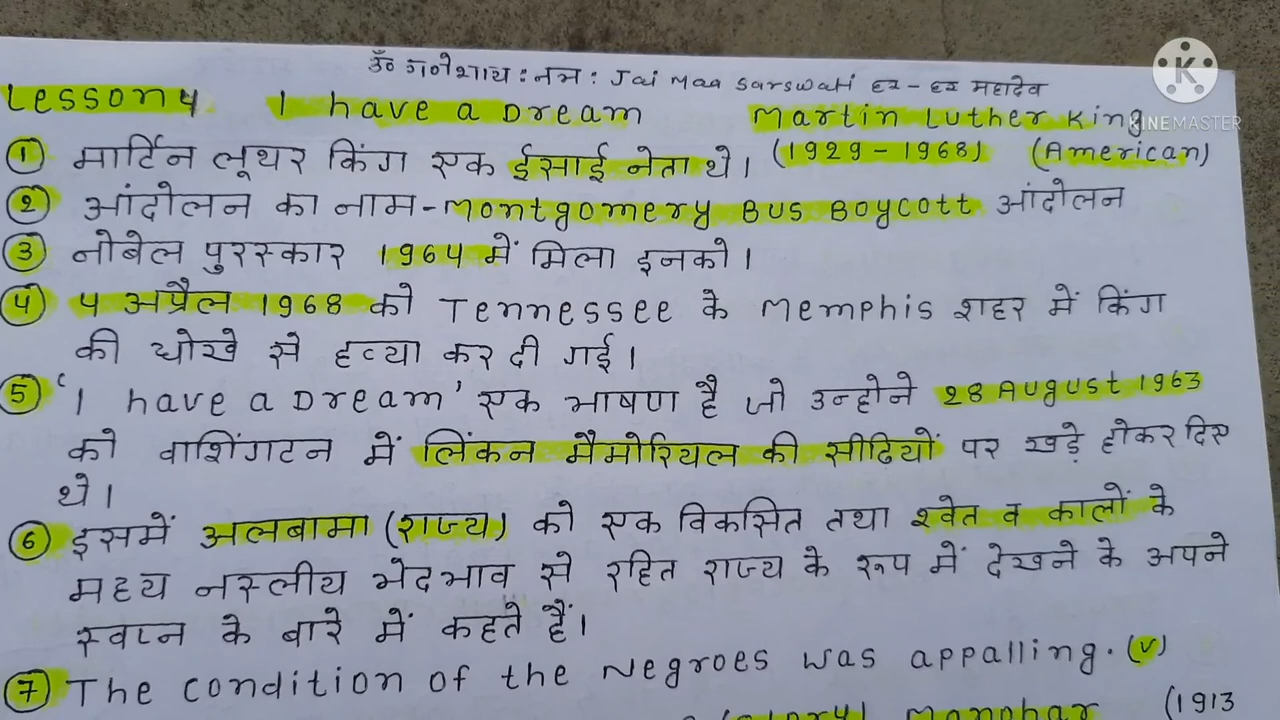 ॐ गणेशाय: नम: Jai Maa Sarswati हर-हर महादेव
KINEMASTER
Lesson 4 I have a Dream Martin Luther King
① मार्टिन लूथर किंग एक ईसाई नेता थे। (1929-1968) (American)
② आंदोलन का नाम-Montgomery BUS Boycott आंदोलन
③ नोबेल पुरस्कार 1964 में मिला इनको।
④ 4 अप्रैल 1968 को Tennessee के Memphis शहर में किंग
की धोखे से हत्या कर दी गई।
⑤ 'I have a Dream' एक भाषण है जो उन्होने 28 August 1963
को वाशिंगटन में लिंकन मैमोरियल की सीढ़ियों पर खड़े होकर दिए
थे।
⑥ इसमें अलबामा (राज्य) को एक विकसित तथा श्वेत व कालों के
मध्य नस्लीय भेदभाव से रहित राज्य के रूप में देखने के अपने
स्वप्न के बारे में कहते हैं।
⑦ The condition of the Negroes was appalling. (V)
(Story) Manohar (1913